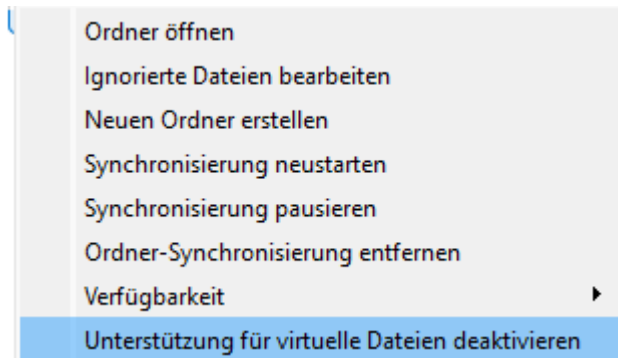 Ordner öffnen
Ignorierte Dateien bearbeiten
Neuen Ordner erstellen
Synchronisierung neustarten
Synchronisierung pausieren
Ordner-Synchronisierung entfernen
Verfügbarkeit
Unterstützung für virtuelle Dateien deaktivieren